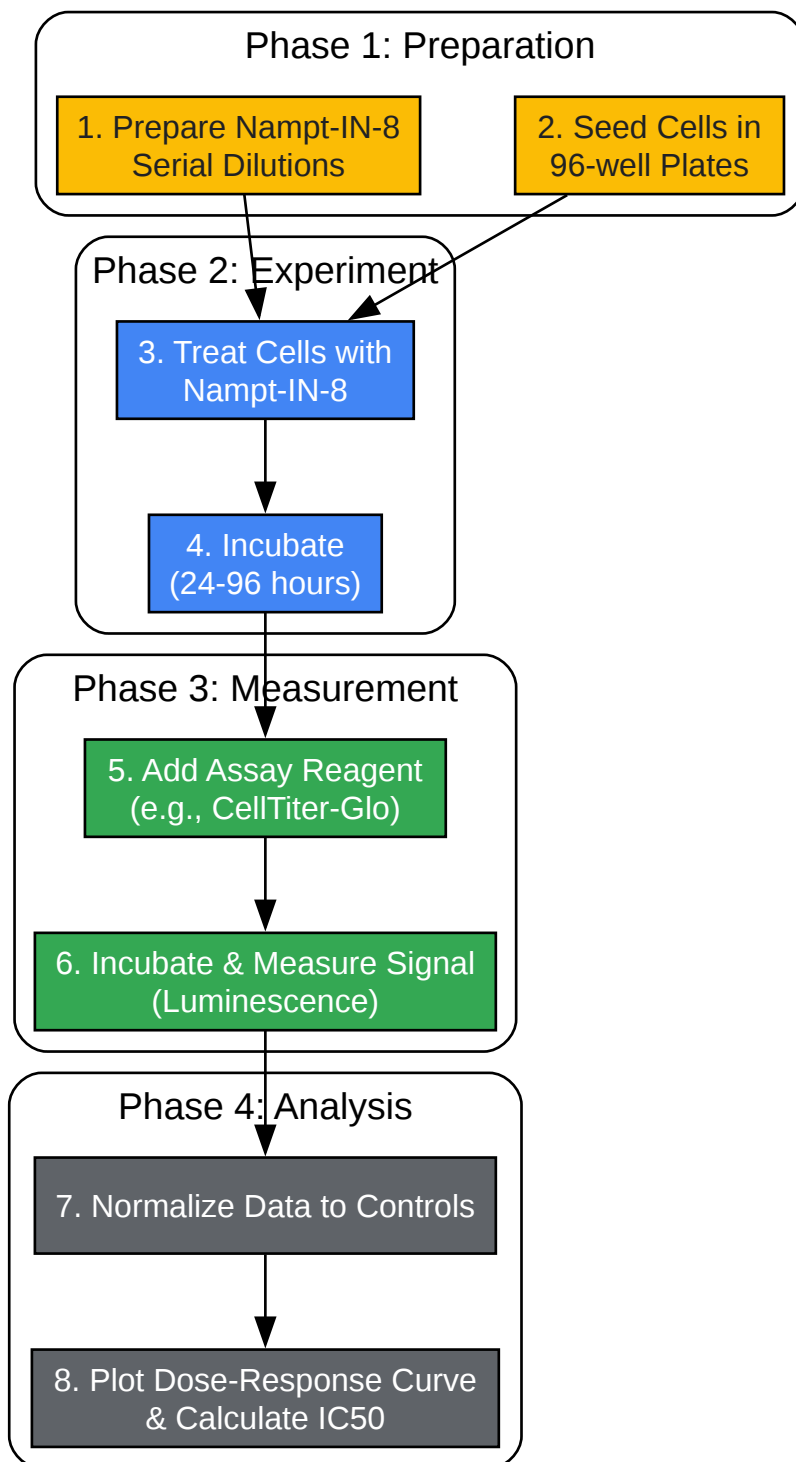 Phase 1: Preparation
1. Prepare Nampt-IN-8
Serial Dilutions
2. Seed Cells in
96-well Plates
Phase 2: Experiment
3. Treat Cells with
Nampt-IN-8
4. Incubate
(24-96 hours)
Phase 3: Measurement
5. Add Assay Reagent
(e.g., CellTiter-Glo)
6. Incubate & Measure Signal
(Luminescence)
Phase 4: Analysis
7. Normalize Data to Controls
8. Plot Dose-Response Curve
& Calculate IC50